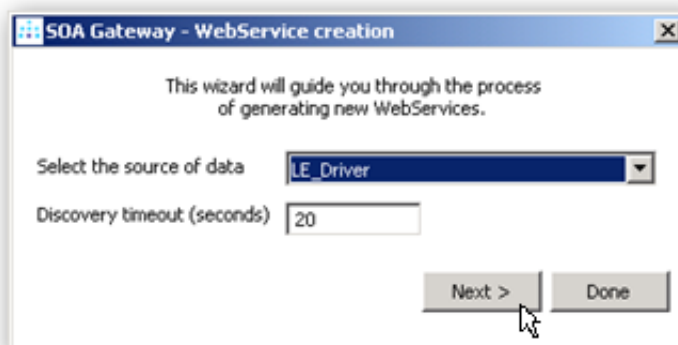 SOA Gateway - WebService creation
This wizard will guide you through the process
of generating new WebServices.
Select the source of data LE_Driver
Discovery timeout (seconds) 20
Next > Done